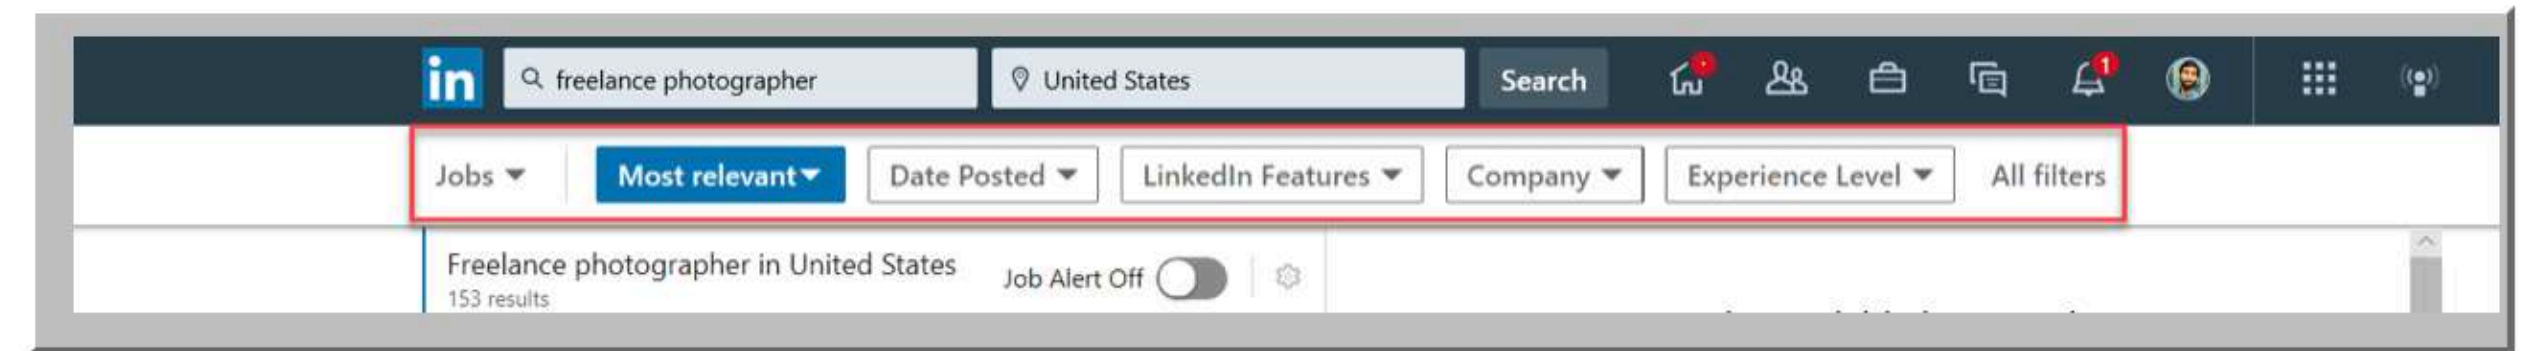 in freelance photographer United States Search 1
Jobs Most relevant Date Posted LinkedIn Features Company Experience Level All filters
Freelance photographer in United States Job Alert Off
153 results